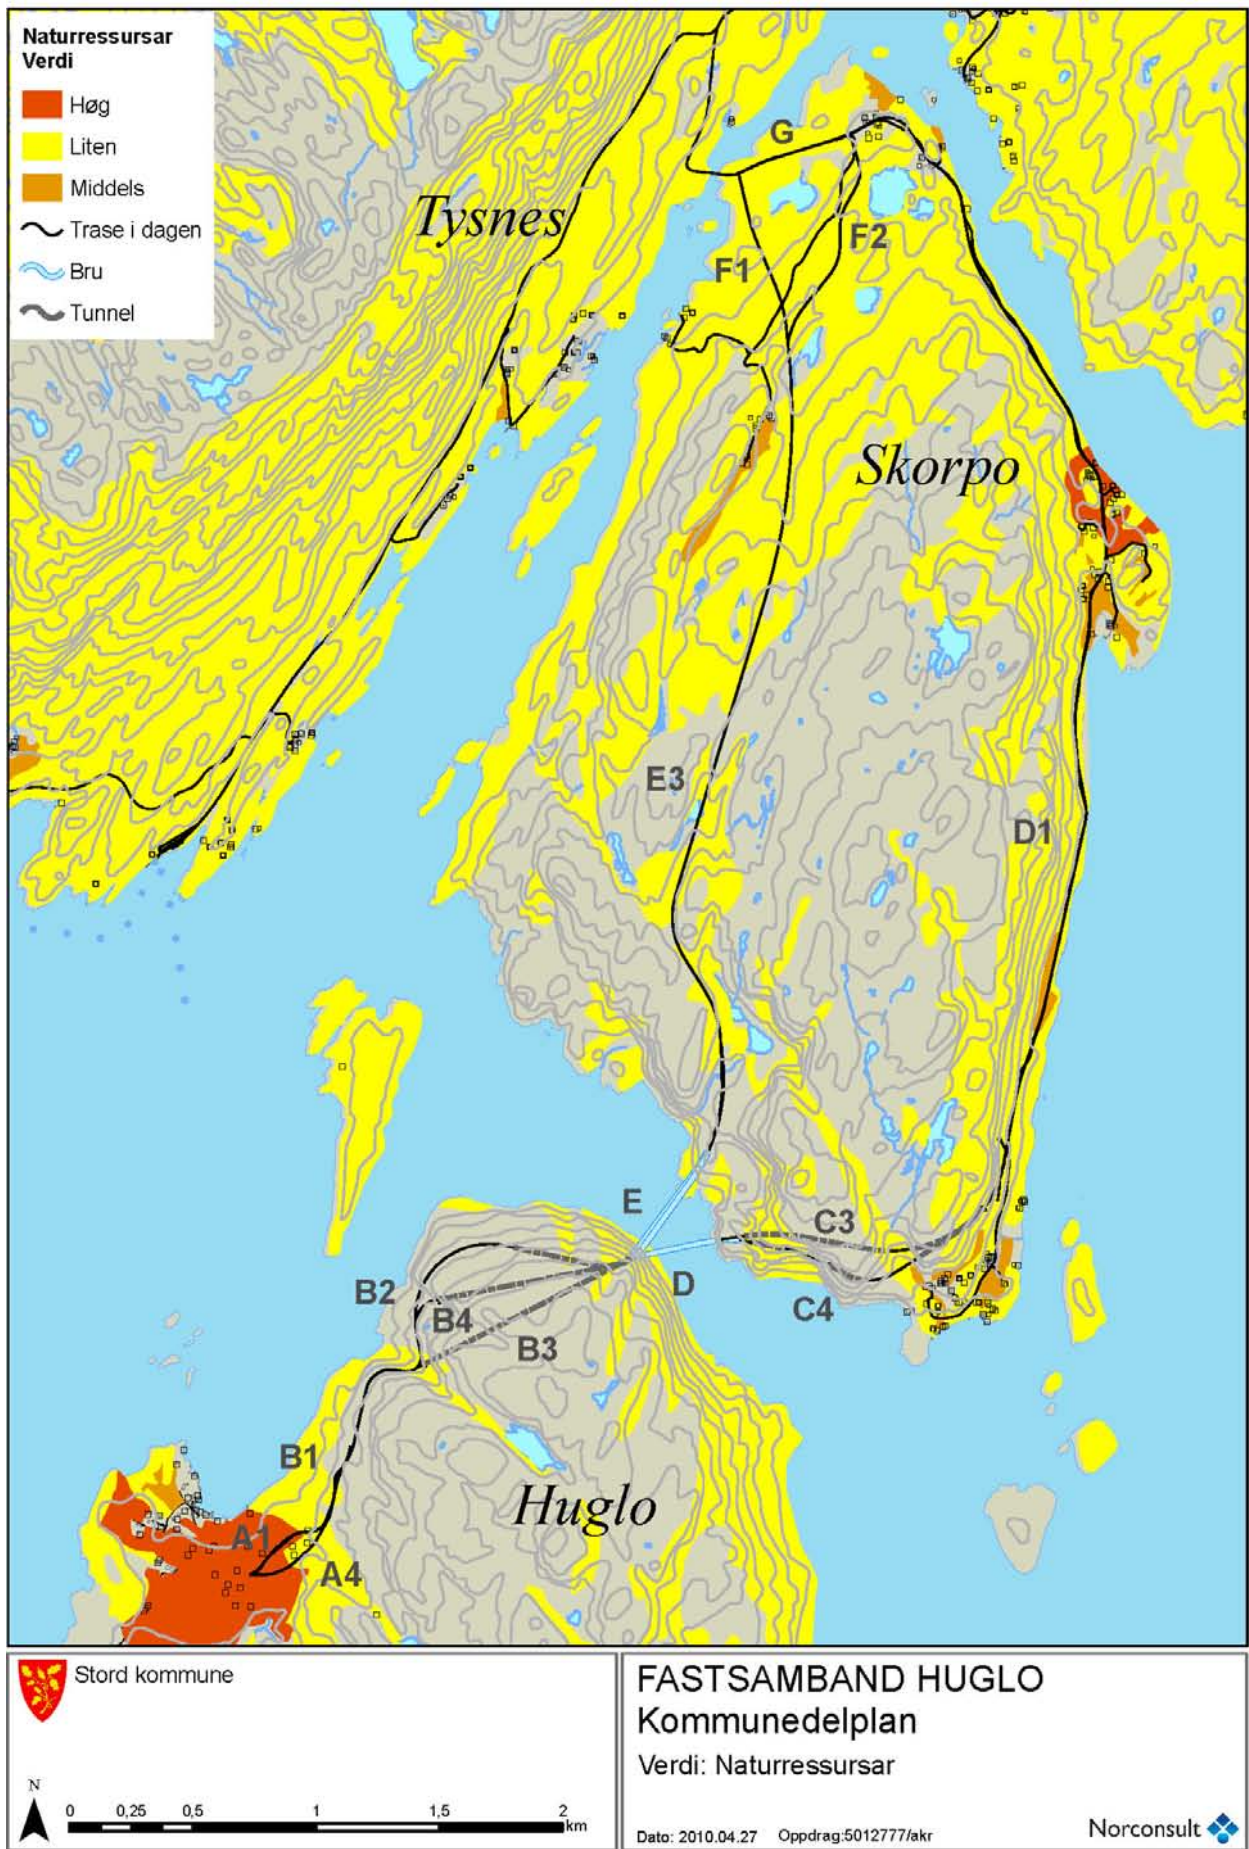 Naturressursar
Verdi
Høg
Liten
Middels
Trase i dagen
Bru
Tunnel
G
Tysnes
F2
F1
Skorpo
E3
D1
E
C3
D
B2
C4
B4
B3
B1
Huglo
A1
A4
Stord kommune
N
0 0,25 0,5 1 1,5 2
km
FASTSAMBAND HUGLO
Kommunedelplan
Verdi: Naturressursar
Dato: 2010.04.27 Oppdrag:5012777/akr
Norconsult